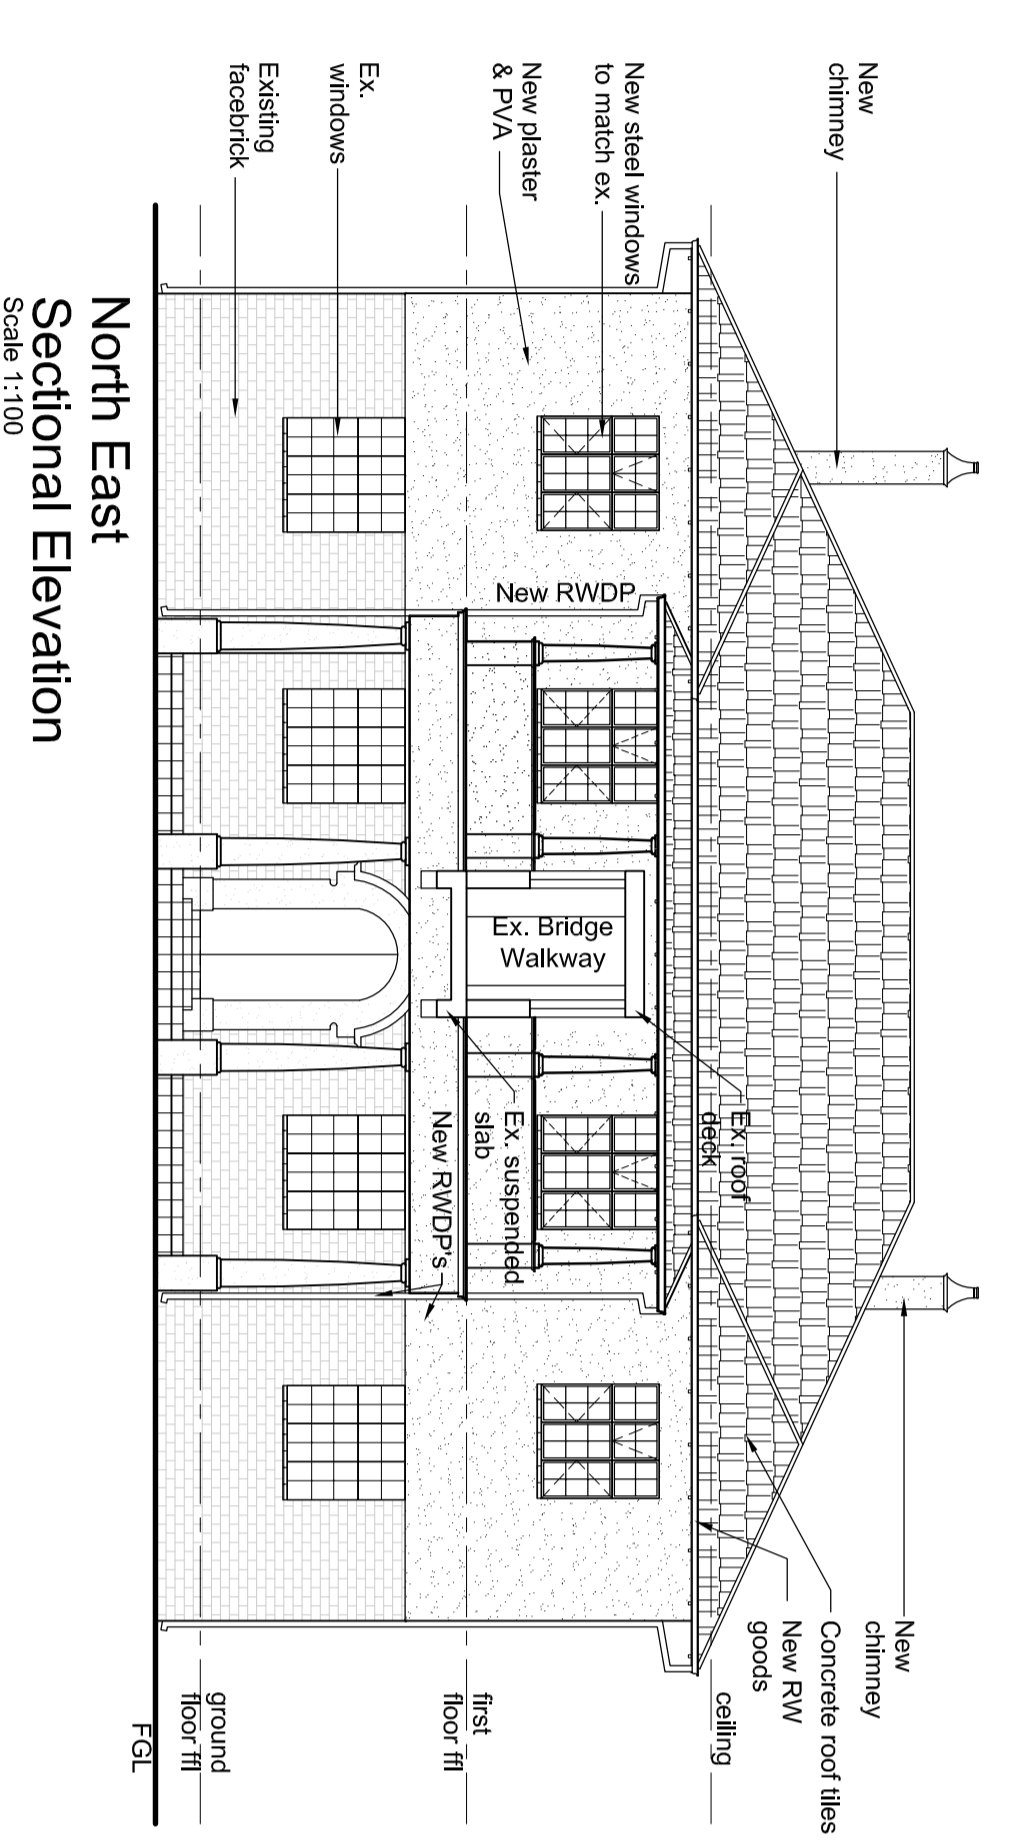 New
chimney
New steel windows
to match ex.
New plaster
& PVA
Ex.
windows
Existing
facebrick
New RWDP
Ex. Bridge
Walkway
Ex. roof
deck
Ex. suspended
slab
New RWDP's
New
chimney
Concrete roof tiles
New RW
goods
ceiling
first
floor ffl
ground
floor ffl
FGL
North East
Sectional Elevation
Scale 1:100